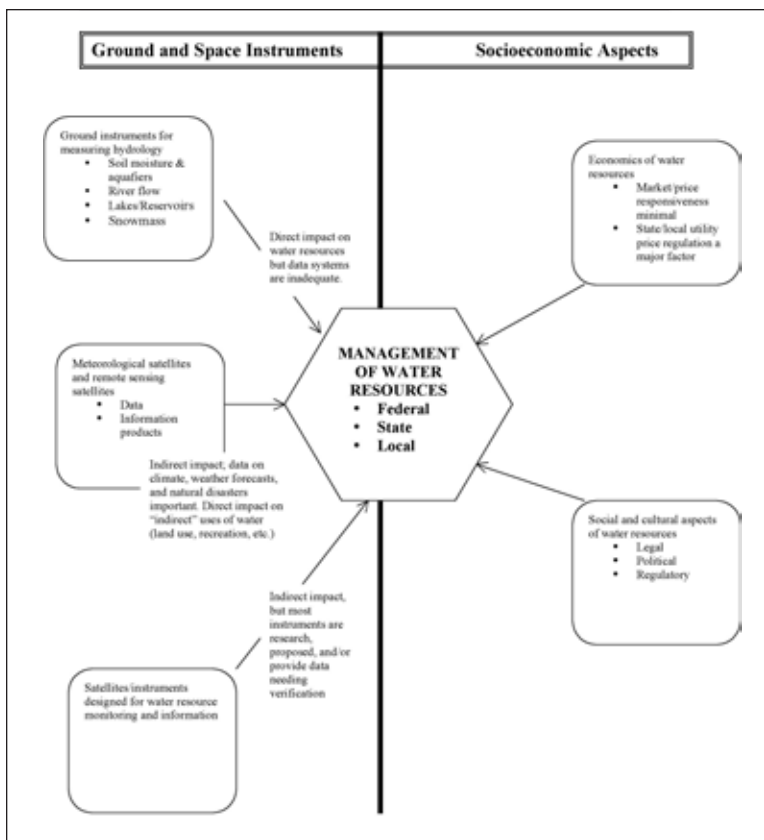 Ground and Space Instruments
Socioeconomic Aspects
Ground instruments for
measuring hydrology
• Soil moisture &
aquafiers
• River flow
• Lakes/Reservoirs
• Snowmass
Direct impact on
water resources
but data systems
are inadequate.
Economics of water
resources
• Market/price
responsiveness
minimal
• State/local utility
price regulation a
major factor
MANAGEMENT
OF WATER
RESOURCES
• Federal
• State
• Local
Meteorological satellites
and remote sensing
satellites
• Data
• Information
products
Indirect impact; data on
climate, weather forecasts,
and natural disasters
important. Direct impact on
“indirect” uses of water
(land use, recreation, etc.)
Social and cultural aspects
of water resources
• Legal
• Political
• Regulatory
Indirect impact,
but most
instruments are
research,
proposed, and/or
provide data
needing
verification
Satellites/instruments
designed for water resource
monitoring and information